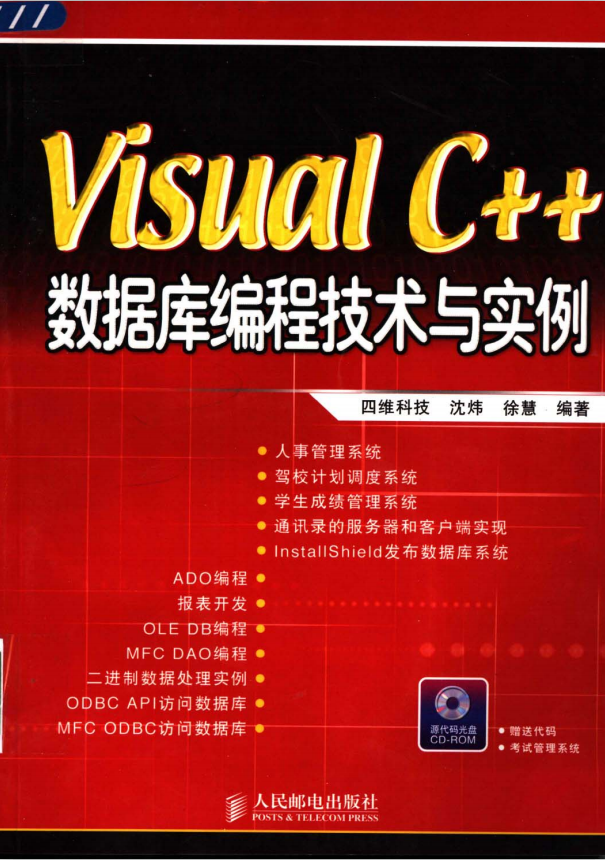 Visual C++
数据库编程技术与实例
四维科技 沈炜 徐慧 编著
人事管理系统
驾校计划调度系统
学生成绩管理系统
通讯录的服务器和客户端实现
InstallShield发布数据库系统
ADO编程
报表开发
OLE DB编程
MFC DAO编程
二进制数据处理实例
ODBC API访问数据库
MFC ODBC访问数据库
源代码光盘
CD-ROM
赠送代码
考试管理系统
人民邮电出版社
POSTS & TELECOM PRESS